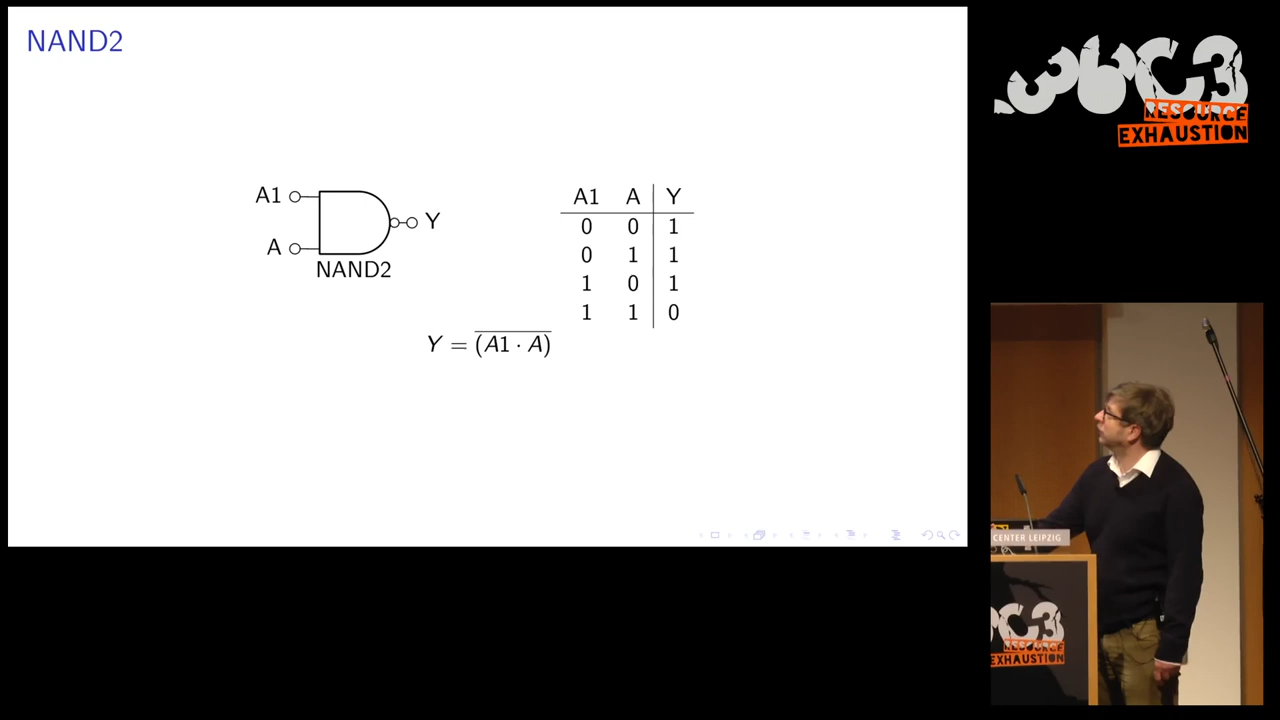 NAND2
A1
A
Y
NAND2
A1 A Y
0 0 1
0 1 1
1 0 1
1 1 0
Y = \overline{(A1 · A)}
36C3
RESOURCE
EXHAUSTION
CENTER LEIPZIG
C3
RESOURCE
EXHAUSTION